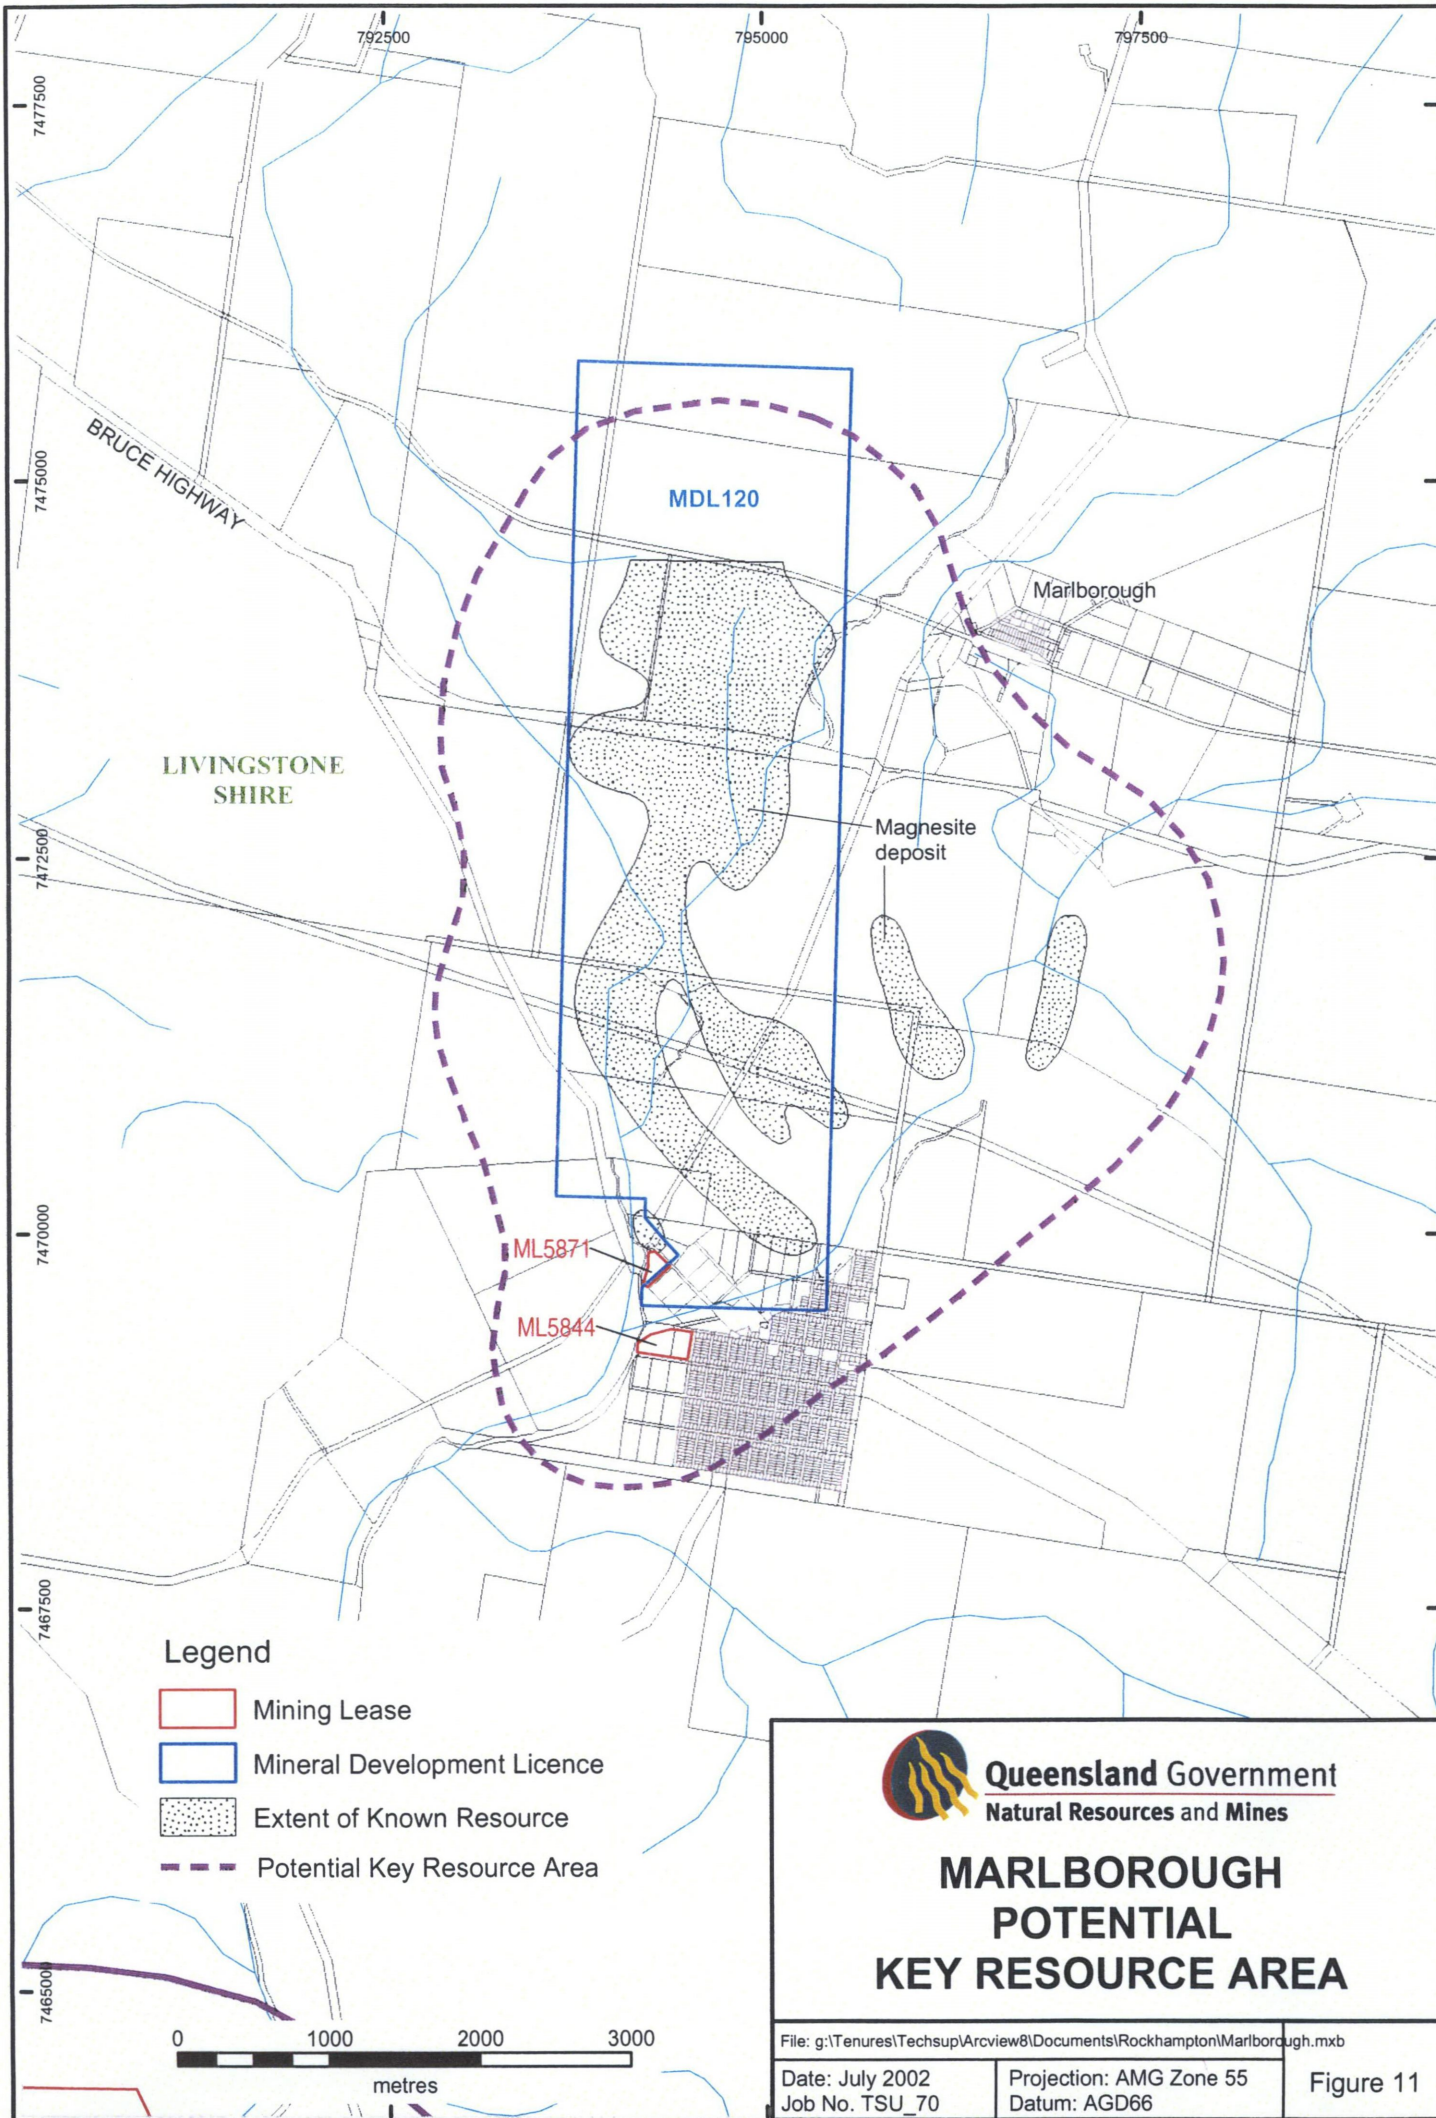 792500
795000
797500
7477500
7475000
7472500
7470000
7467500
7465000
BRUCE HIGHWAY
MDL120
Marlborough
LIVINGSTONE
SHIRE
Magnesite
deposit
ML5871
ML5844
Legend
Mining Lease
Mineral Development Licence
Extent of Known Resource
Potential Key Resource Area
0 1000 2000 3000
metres
Queensland Government
Natural Resources and Mines
MARLBOROUGH
POTENTIAL
KEY RESOURCE AREA
File: g:\Tenures\Techsup\Arcview8\Documents\Rockhampton\Marlborough.mxb
Date: July 2002
Job No. TSU_70
Projection: AMG Zone 55
Datum: AGD66
Figure 11